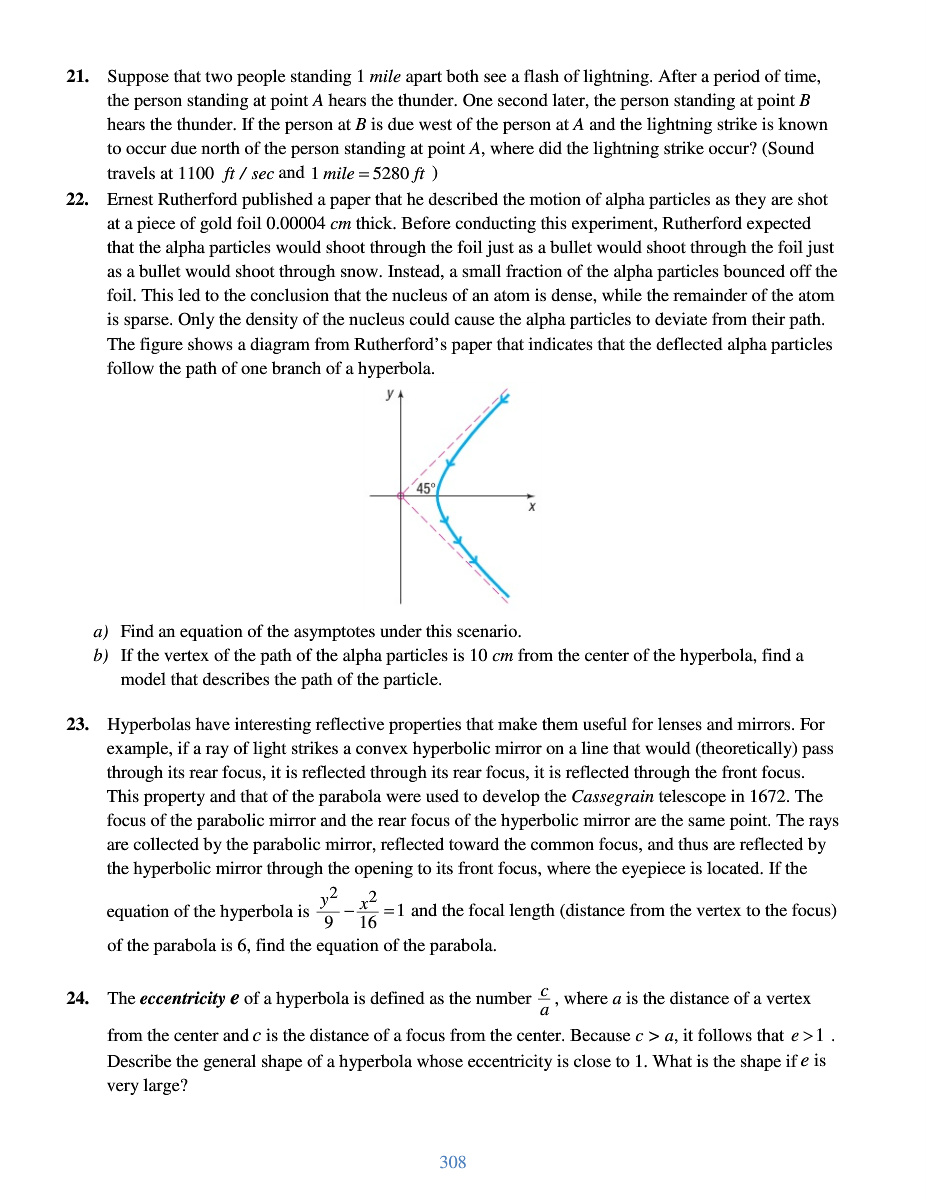 21. Suppose that two people standing 1 mile apart both see a flash of lightning. After a period of time,
the person standing at point A hears the thunder. One second later, the person standing at point B
hears the thunder. If the person at B is due west of the person at A and the lightning strike is known
to occur due north of the person standing at point A, where did the lightning strike occur? (Sound
travels at 1100 ft / sec and 1 mile = 5280 ft )
22. Ernest Rutherford published a paper that he described the motion of alpha particles as they are shot
at a piece of gold foil 0.00004 cm thick. Before conducting this experiment, Rutherford expected
that the alpha particles would shoot through the foil just as a bullet would shoot through the foil just
as a bullet would shoot through snow. Instead, a small fraction of the alpha particles bounced off the
foil. This led to the conclusion that the nucleus of an atom is dense, while the remainder of the atom
is sparse. Only the density of the nucleus could cause the alpha particles to deviate from their path.
The figure shows a diagram from Rutherford's paper that indicates that the deflected alpha particles
follow the path of one branch of a hyperbola.
y
45°
x
a) Find an equation of the asymptotes under this scenario.
b) If the vertex of the path of the alpha particles is 10 cm from the center of the hyperbola, find a
model that describes the path of the particle.
23. Hyperbolas have interesting reflective properties that make them useful for lenses and mirrors. For
example, if a ray of light strikes a convex hyperbolic mirror on a line that would (theoretically) pass
through its rear focus, it is reflected through its rear focus, it is reflected through the front focus.
This property and that of the parabola were used to develop the Cassegrain telescope in 1672. The
focus of the parabolic mirror and the rear focus of the hyperbolic mirror are the same point. The rays
are collected by the parabolic mirror, reflected toward the common focus, and thus are reflected by
the hyperbolic mirror through the opening to its front focus, where the eyepiece is located. If the
equation of the hyperbola is y²/9 − x²/16 = 1 and the focal length (distance from the vertex to the focus)
of the parabola is 6, find the equation of the parabola.
24. The eccentricity e of a hyperbola is defined as the number c/a , where a is the distance of a vertex
from the center and c is the distance of a focus from the center. Because c > a, it follows that e > 1 .
Describe the general shape of a hyperbola whose eccentricity is close to 1. What is the shape if e is
very large?
308